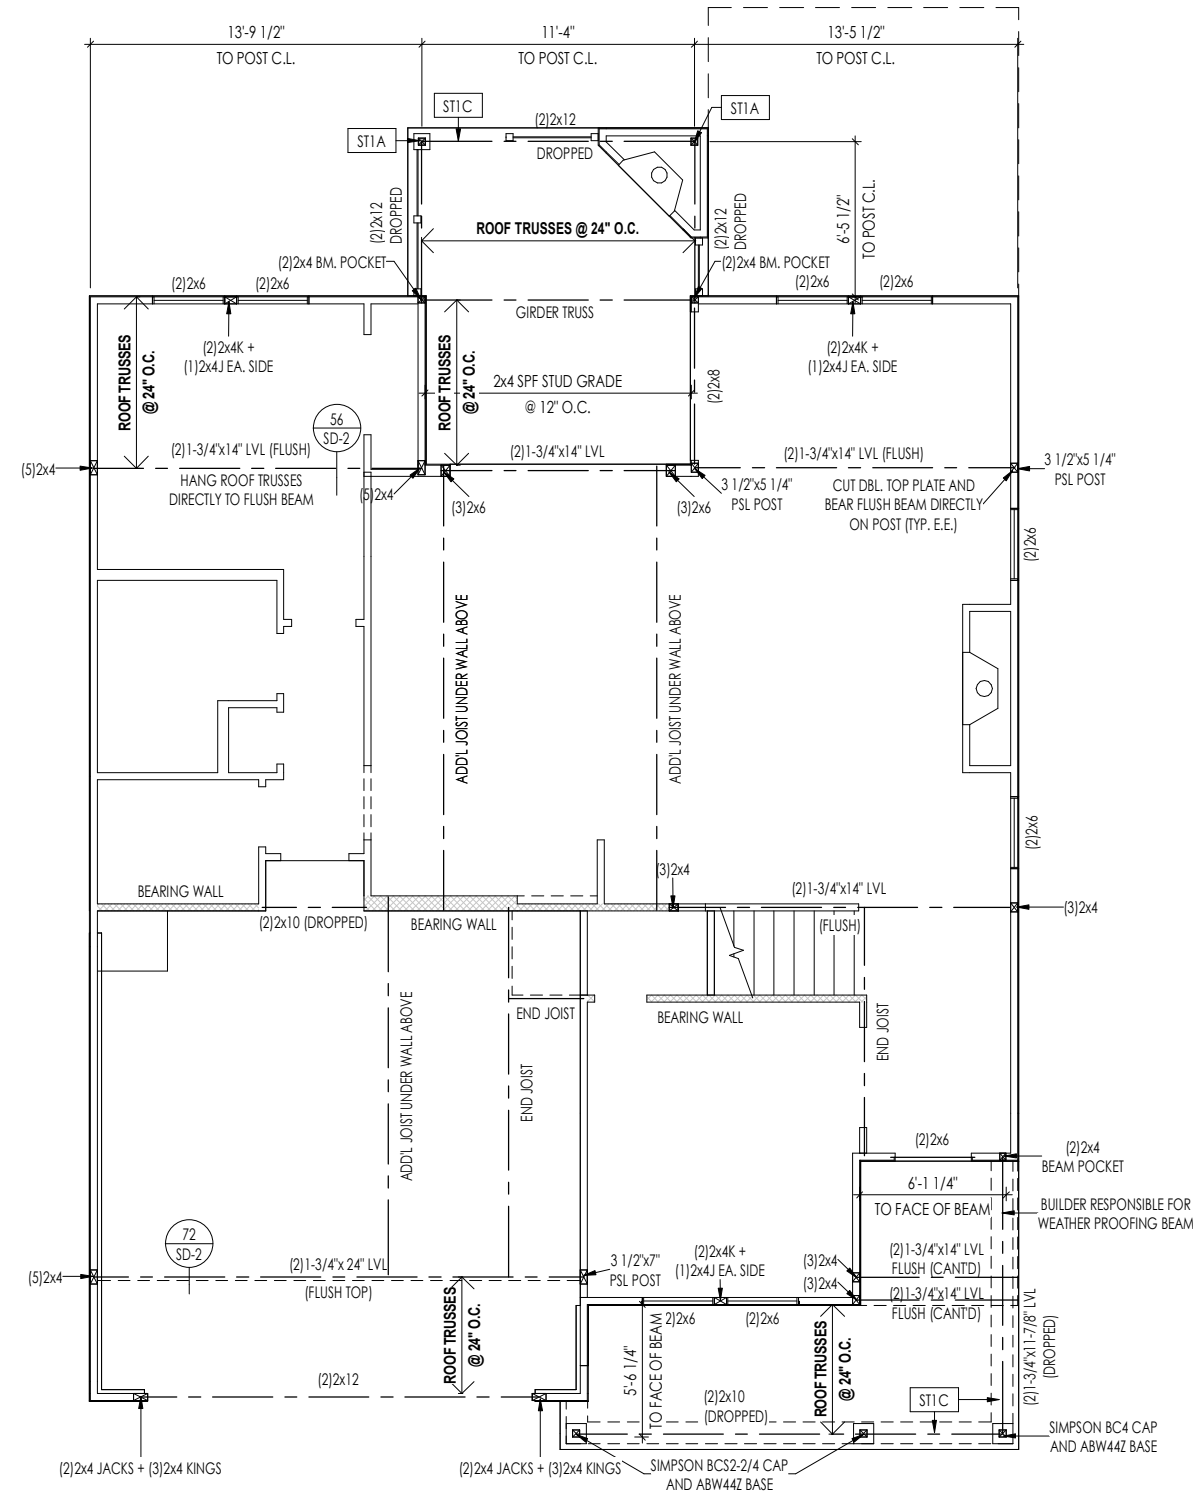 13'-9 1/2"
TO POST C.L.
11'-4"
TO POST C.L.
13'-5 1/2"
TO POST C.L.
ST1C
ST1A
ST1A
(2)2x12
DROPPED
(2)2x12
DROPPED
(2)2x12
DROPPED
6'-5 1/2"
TO POST C.L.
ROOF TRUSSES @ 24" O.C.
(2)2x4 BM. POCKET
(2)2x4 BM. POCKET
(2)2x6
(2)2x6
(2)2x6
(2)2x6
GIRDER TRUSS
ROOF TRUSSES
@ 24" O.C.
(2)2x4K +
(1)2x4J EA. SIDE
ROOF TRUSSES
@ 24" O.C.
2x4 SPF STUD GRADE
@ 12" O.C.
(2)2x8
(2)2x4K +
(1)2x4J EA. SIDE
56
SD-2
(2)1-3/4"x14" LVL (FLUSH)
(2)1-3/4"x14" LVL
(2)1-3/4"x14" LVL (FLUSH)
(5)2x4
HANG ROOF TRUSSES
DIRECTLY TO FLUSH BEAM
(5)2x4
(3)2x6
(3)2x6
3 1/2"x5 1/4"
PSL POST
CUT DBL. TOP PLATE AND
BEAR FLUSH BEAM DIRECTLY
ON POST (TYP. E.E.)
3 1/2"x5 1/4"
PSL POST
(2)2x6
ADD'L JOIST UNDER WALL ABOVE
ADD'L JOIST UNDER WALL ABOVE
(2)2x6
(3)2x4
BEARING WALL
(2)2x10 (DROPPED)
BEARING WALL
(2)1-3/4"x14" LVL
(FLUSH)
(3)2x4
END JOIST
BEARING WALL
END JOIST
ADD'L JOIST UNDER WALL ABOVE
END JOIST
(2)2x6
(2)2x4
BEAM POCKET
6'-1 1/4"
TO FACE OF BEAM
BUILDER RESPONSIBLE FOR
WEATHER PROOFING BEAM
72
SD-2
(5)2x4
(2)1-3/4"x 24" LVL
(FLUSH TOP)
3 1/2"x7"
PSL POST
(2)2x4K +
(1)2x4J EA. SIDE
(3)2x4
(3)2x4
(2)1-3/4"x14" LVL
FLUSH (CANT'D)
(2)1-3/4"x14" LVL
FLUSH (CANT'D)
ROOF TRUSSES
@ 24" O.C.
(2)2x6
(2)2x6
5'-6 1/4"
TO FACE OF BEAM
ROOF TRUSSES
@ 24" O.C.
(2)1-3/4"x11-7/8" LVL
(DROPPED)
(2)2x12
(2)2x10
(DROPPED)
ST1C
SIMPSON BC4 CAP
AND ABW44Z BASE
(2)2x4 JACKS + (3)2x4 KINGS
(2)2x4 JACKS + (3)2x4 KINGS
SIMPSON BCS2-2/4 CAP
AND ABW44Z BASE